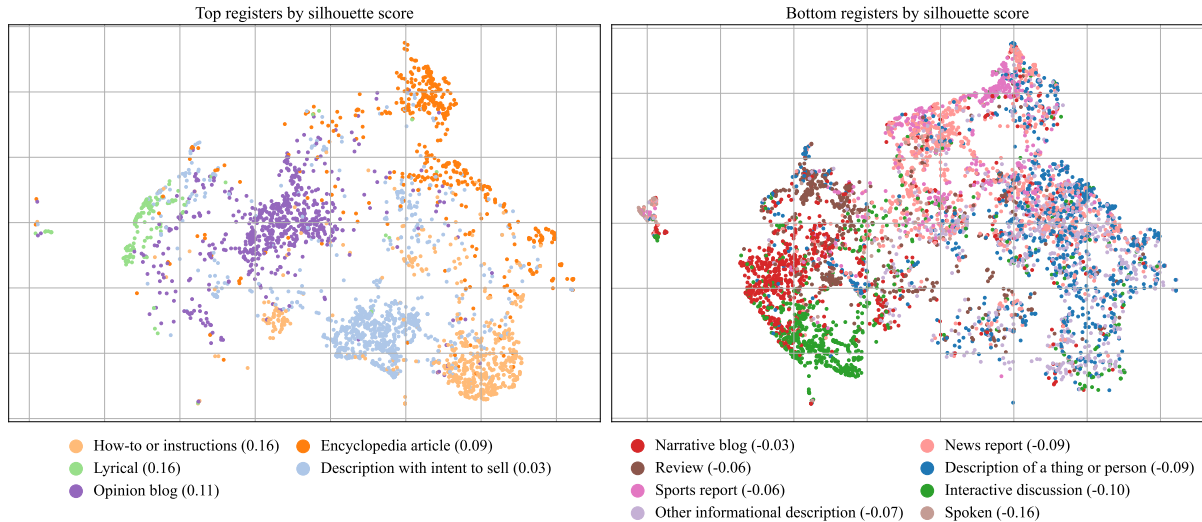 Top registers by silhouette score
Bottom registers by silhouette score
How-to or instructions (0.16)
Lyrical (0.16)
Opinion blog (0.11)
Encyclopedia article (0.09)
Description with intent to sell (0.03)
Narrative blog (-0.03)
Review (-0.06)
Sports report (-0.06)
Other informational description (-0.07)
News report (-0.09)
Description of a thing or person (-0.09)
Interactive discussion (-0.10)
Spoken (-0.16)